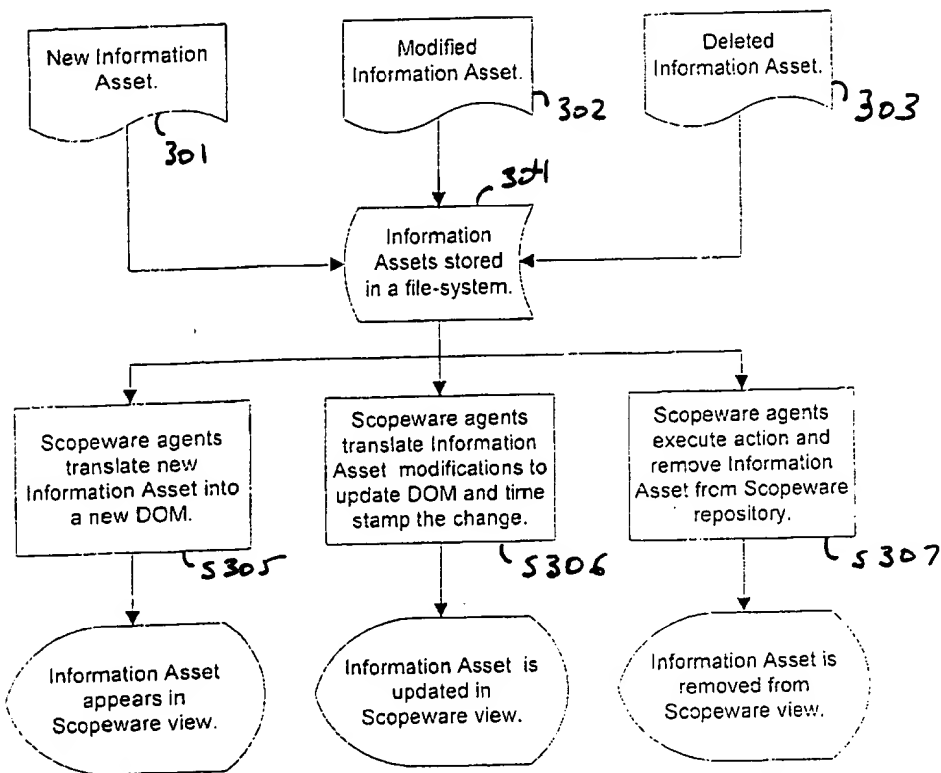 New Information
Asset.
301
Modified
Information Asset.
302
Deleted
Information Asset.
303
304
Information
Assets stored
in a file-system.
Scopeware agents
translate new
Information Asset into
a new DOM.
S305
Scopeware agents
translate Information
Asset modifications to
update DOM and time
stamp the change.
S306
Scopeware agents
execute action and
remove Information
Asset from Scopeware
repository.
S307
Information Asset
appears in
Scopeware view.
Information Asset is
updated in
Scopeware view.
Information Asset is
removed from
Scopeware view.